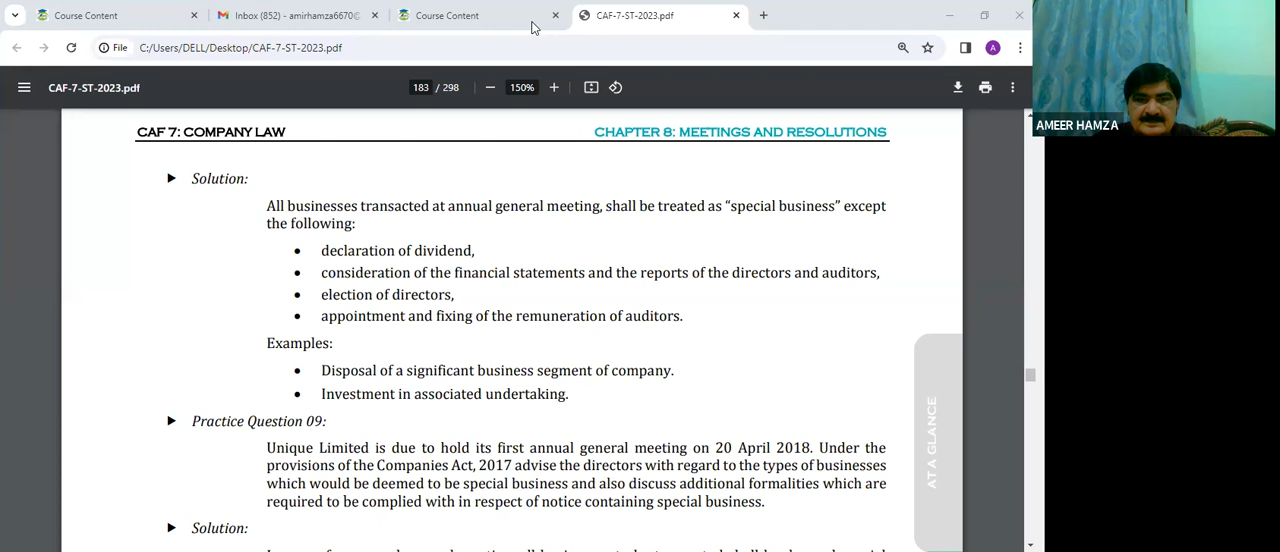 Course Content
Inbox (852) - amirhamza6670@
Course Content
CAF-7-ST-2023.pdf
File
C:/Users/DELL/Desktop/CAF-7-ST-2023.pdf
A
CAF-7-ST-2023.pdf
183 / 298
150%
AMEER HAMZA
CAF 7: COMPANY LAW
CHAPTER 8: MEETINGS AND RESOLUTIONS
Solution:
All businesses transacted at annual general meeting, shall be treated as “special business” except
the following:
• declaration of dividend,
• consideration of the financial statements and the reports of the directors and auditors,
• election of directors,
• appointment and fixing of the remuneration of auditors.
Examples:
• Disposal of a significant business segment of company.
• Investment in associated undertaking.
Practice Question 09:
Unique Limited is due to hold its first annual general meeting on 20 April 2018. Under the
provisions of the Companies Act, 2017 advise the directors with regard to the types of businesses
which would be deemed to be special business and also discuss additional formalities which are
required to be complied with in respect of notice containing special business.
Solution:
AT A GLANCE